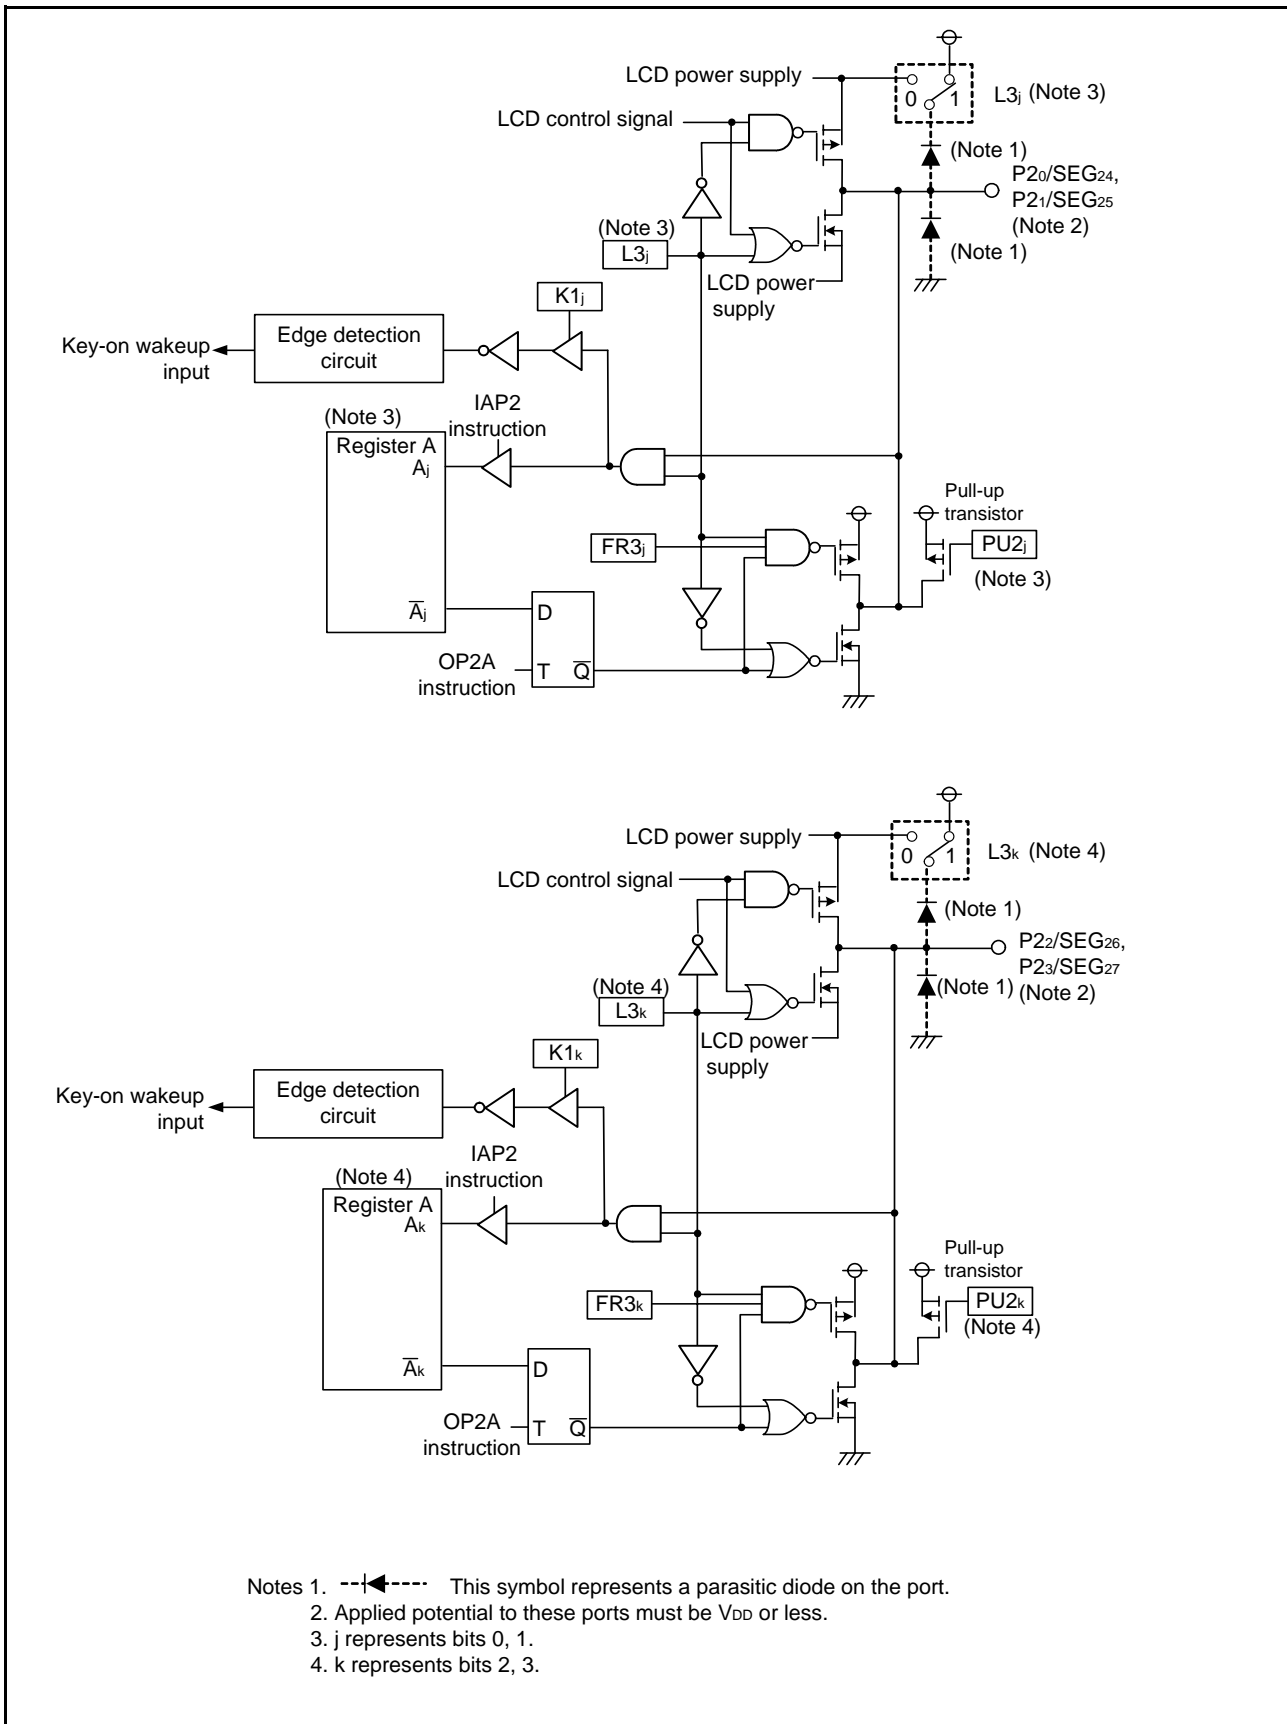 LCD power supply
0 1
L3j (Note 3)
LCD control signal
(Note 1)
P20/SEG24,
P21/SEG25
(Note 2)
(Note 3)
L3j
(Note 1)
LCD power
supply
K1j
Edge detection
circuit
Key-on wakeup
input
IAP2
instruction
(Note 3)
Register A
Aj
Pull-up
transistor
FR3j
PU2j
(Note 3)
A̅j
D
OP2A
instruction
T Q̅
LCD power supply
0 1
L3k (Note 4)
LCD control signal
(Note 1)
P22/SEG26,
P23/SEG27
(Note 2)
(Note 4)
L3k
(Note 1)
LCD power
supply
K1k
Edge detection
circuit
Key-on wakeup
input
IAP2
instruction
(Note 4)
Register A
Ak
Pull-up
transistor
FR3k
PU2k
(Note 4)
A̅k
D
OP2A
instruction
T Q̅
Notes 1. This symbol represents a parasitic diode on the port.
2. Applied potential to these ports must be VDD or less.
3. j represents bits 0, 1.
4. k represents bits 2, 3.